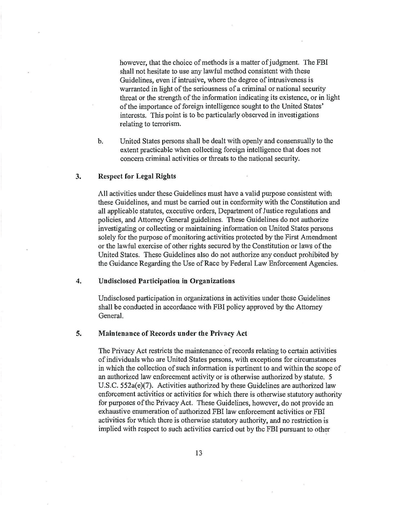 however, that the choice of methods is a matter of judgment. The FBI
shall not hesitate to use any lawful method consistent with these
Guidelines, even if intrusive, where the degree of intrusiveness is
warranted in light of the seriousness of a criminal or national security
threat or the strength of the information indicating its existence, or in light
of the importance of foreign intelligence sought to the United States'
interests. This point is to be particularly observed in investigations
relating to terrorism.
b. United States persons shall be dealt with openly and consensually to the
extent practicable when collecting foreign intelligence that does not
concern criminal activities or threats to the national security.
3. Respect for Legal Rights
All activities under these Guidelines must have a valid purpose consistent with
these Guidelines, and must be carried out in conformity with the Constitution and
all applicable statutes, executive orders, Department of Justice regulations and
policies, and Attorney General guidelines. These Guidelines do not authorize
investigating or collecting or maintaining information on United States persons
solely for the purpose of monitoring activities protected by the First Amendment
or the lawful exercise of other rights secured by the Constitution or laws of the
United States. These Guidelines also do not authorize any conduct prohibited by
the Guidance Regarding the Use of Race by Federal Law Enforcement Agencies.
4. Undisclosed Participation in Organizations
Undisclosed participation in organizations in activities under these Guidelines
shall be conducted in accordance with FBI policy approved by the Attorney
General.
5. Maintenance of Records under the Privacy Act
The Privacy Act restricts the maintenance of records relating to certain activities
of individuals who are United States persons, with exceptions for circumstances
in which the collection of such information is pertinent to and within the scope of
an authorized law enforcement activity or is otherwise authorized by statute. 5
U.S.C. 552a(e)(7). Activities authorized by these Guidelines are authorized law
enforcement activities or activities for which there is otherwise statutory authority
for purposes of the Privacy Act. These Guidelines, however, do not provide an
exhaustive enumeration of authorized FBI law enforcement activities or FBI
activities for which there is otherwise statutory authority, and no restriction is
implied with respect to such activities carried out by the FBI pursuant to other
13